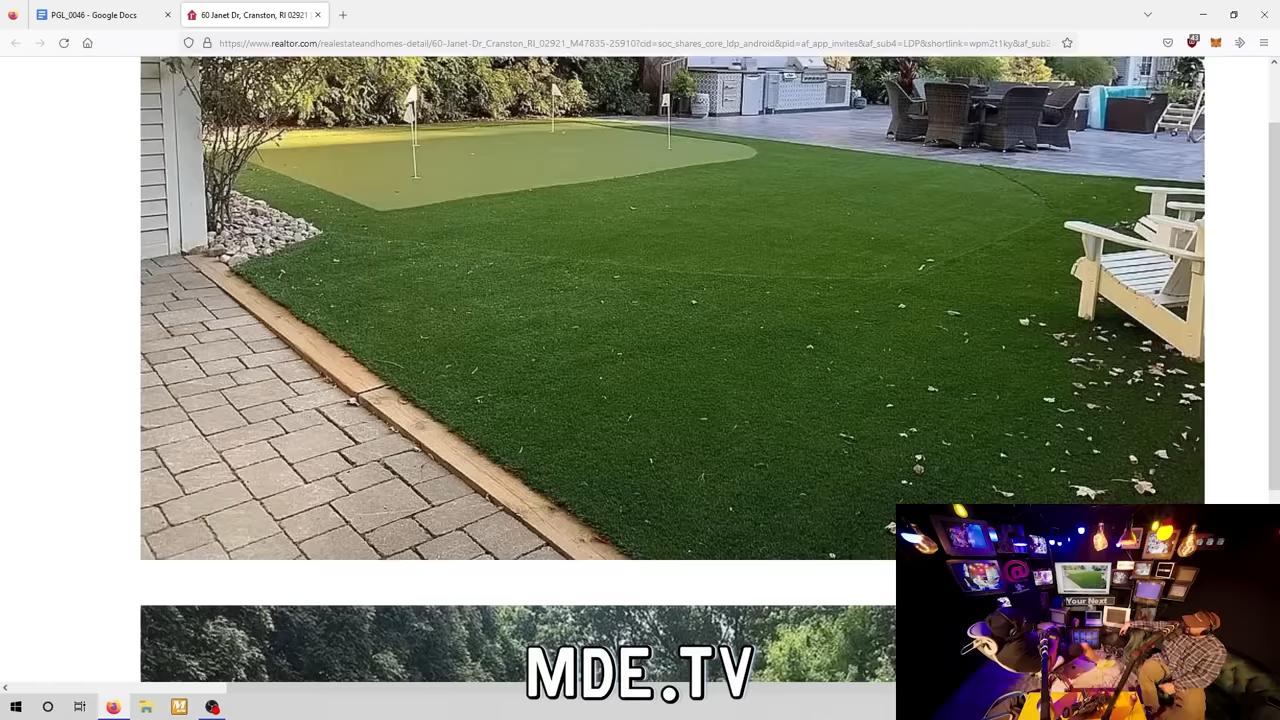 PGL_0046 - Google Docs
60 Janet Dr, Cranston, RI 02921 |
https://www.realtor.com/realestateandhomes-detail/60-Janet-Dr_Cranston_RI_02921_M47835-25910?cid=soc_shares_core_ldp_android&pid=af_app_invites&af_sub4=LDP&shortlink=wpm2t1ky&af_sub2
Your Next
@
MDE.TV